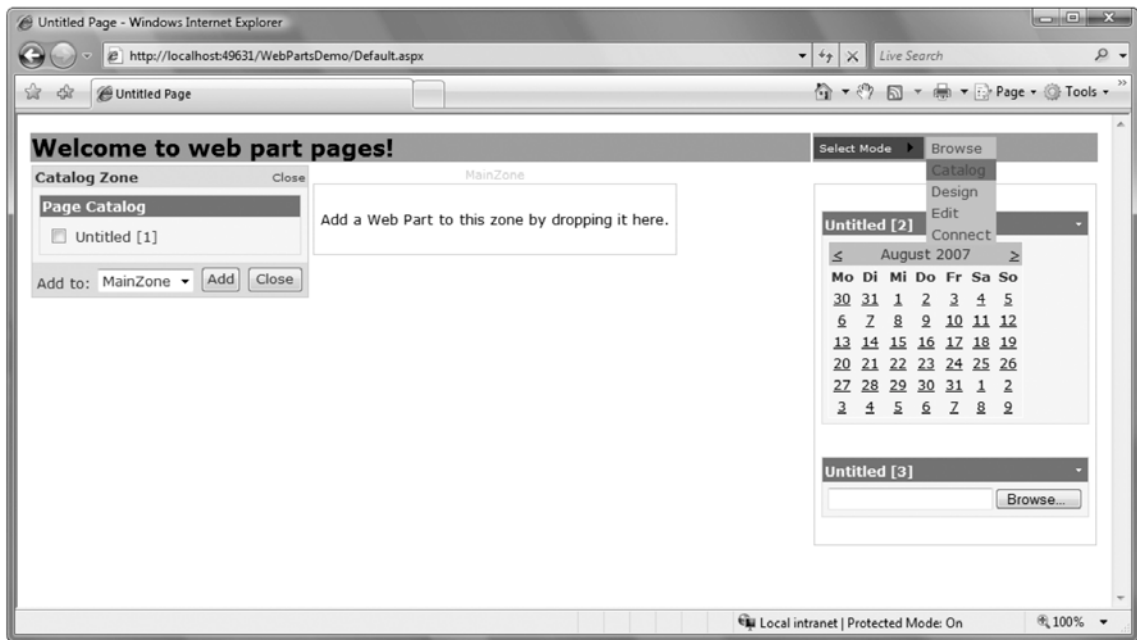 Untitled Page - Windows Internet Explorer
http://localhost:49631/WebPartsDemo/Default.aspx
Live Search
Untitled Page
Page
Tools
Welcome to web part pages!
Select Mode
Browse
Catalog
Design
Edit
Connect
Catalog Zone Close
Page Catalog
Untitled [1]
Add to: MainZone Add Close
MainZone
Add a Web Part to this zone by dropping it here.
Untitled [2]
< August 2007 >
Mo Di Mi Do Fr Sa So
30 31 1 2 3 4 5
6 7 8 9 10 11 12
13 14 15 16 17 18 19
20 21 22 23 24 25 26
27 28 29 30 31 1 2
3 4 5 6 7 8 9
Untitled [3]
Browse...
Local intranet | Protected Mode: On
100%